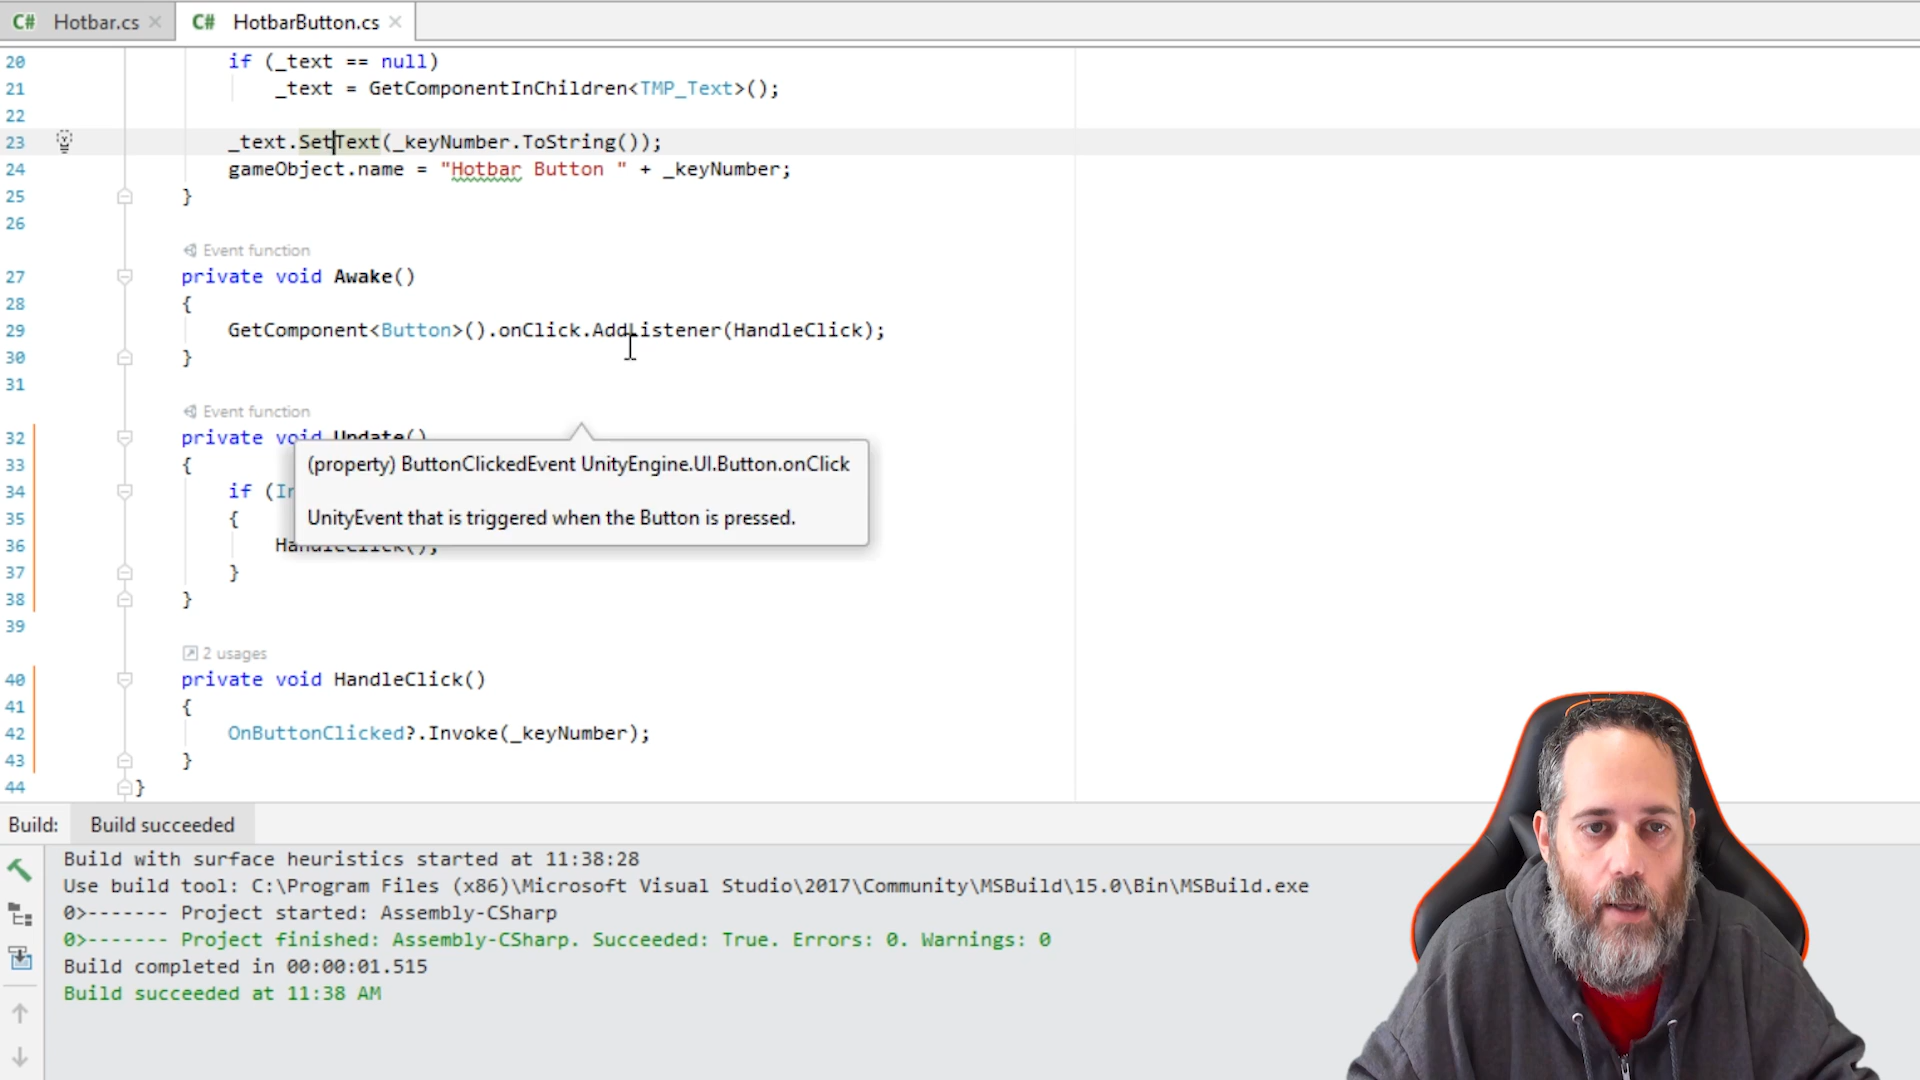 C# Hotbar.cs × C# HotbarButton.cs ×
20 if (_text == null)
21 _text = GetComponentInChildren<TMP_Text>();
22
23 _text.SetText(_keyNumber.ToString());
24 gameObject.name = "Hotbar Button " + _keyNumber;
25 }
26
Event function
27 private void Awake()
28 {
29 GetComponent<Button>().onClick.AddListener(HandleClick);
30 }
31
Event function
32 private void Update()
33 {
(property) ButtonClickedEvent UnityEngine.UI.Button.onClick
34 if (In
35 {
UnityEvent that is triggered when the Button is pressed.
36 HandleClick();
37 }
38 }
39
2 usages
40 private void HandleClick()
41 {
42 OnButtonClicked?.Invoke(_keyNumber);
43 }
44 }
Build: Build succeeded
Build with surface heuristics started at 11:38:28
Use build tool: C:\Program Files (x86)\Microsoft Visual Studio\2017\Community\MSBuild\15.0\Bin\MSBuild.exe
0>------- Project started: Assembly-CSharp
0>------- Project finished: Assembly-CSharp. Succeeded: True. Errors: 0. Warnings: 0
Build completed in 00:00:01.515
Build succeeded at 11:38 AM